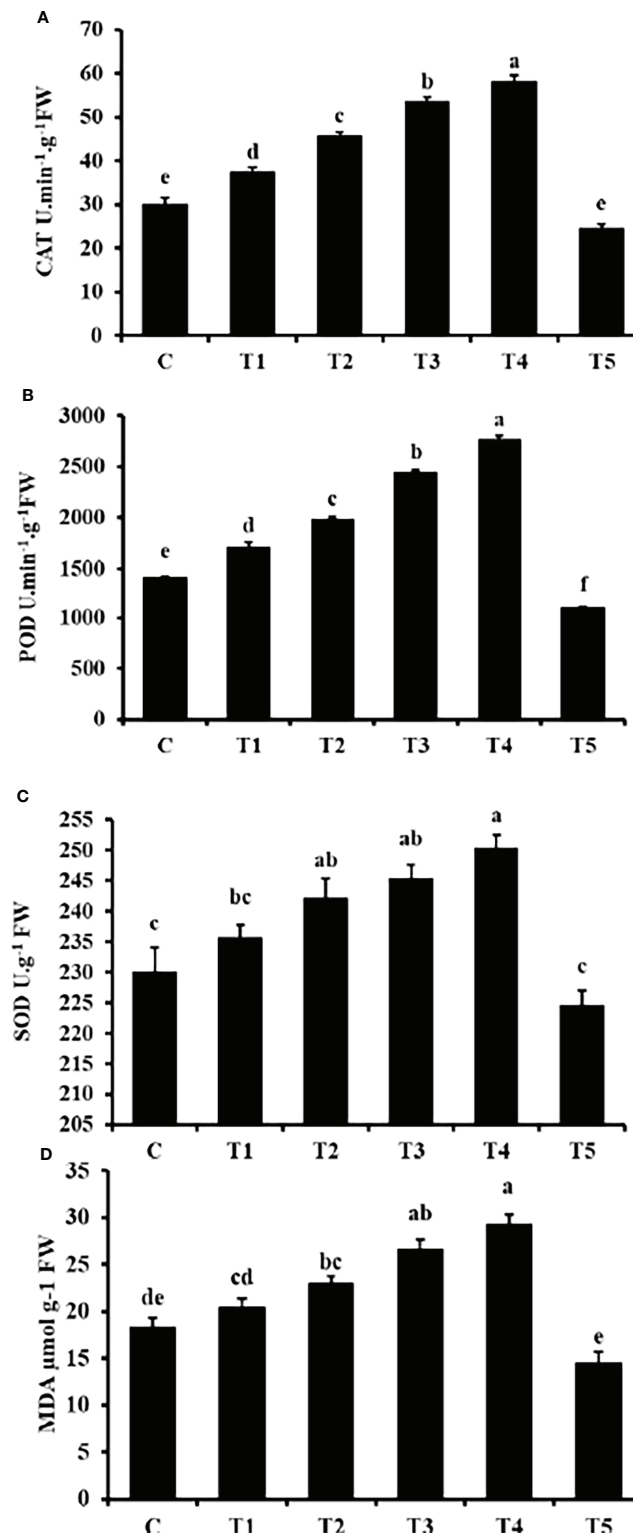 A
CAT U.min⁻¹.g⁻¹FW
70
60
50
40
30
20
10
0
e
d
c
b
a
e
C T1 T2 T3 T4 T5
B
POD U.min⁻¹.g⁻¹FW
3000
2500
2000
1500
1000
500
0
e
d
c
b
a
f
C T1 T2 T3 T4 T5
C
SOD U.g⁻¹ FW
255
250
245
240
235
230
225
220
215
210
205
c
bc
ab
ab
a
c
C T1 T2 T3 T4 T5
D
MDA µmol g-1 FW
35
30
25
20
15
10
5
0
de
cd
bc
ab
a
e
C T1 T2 T3 T4 T5